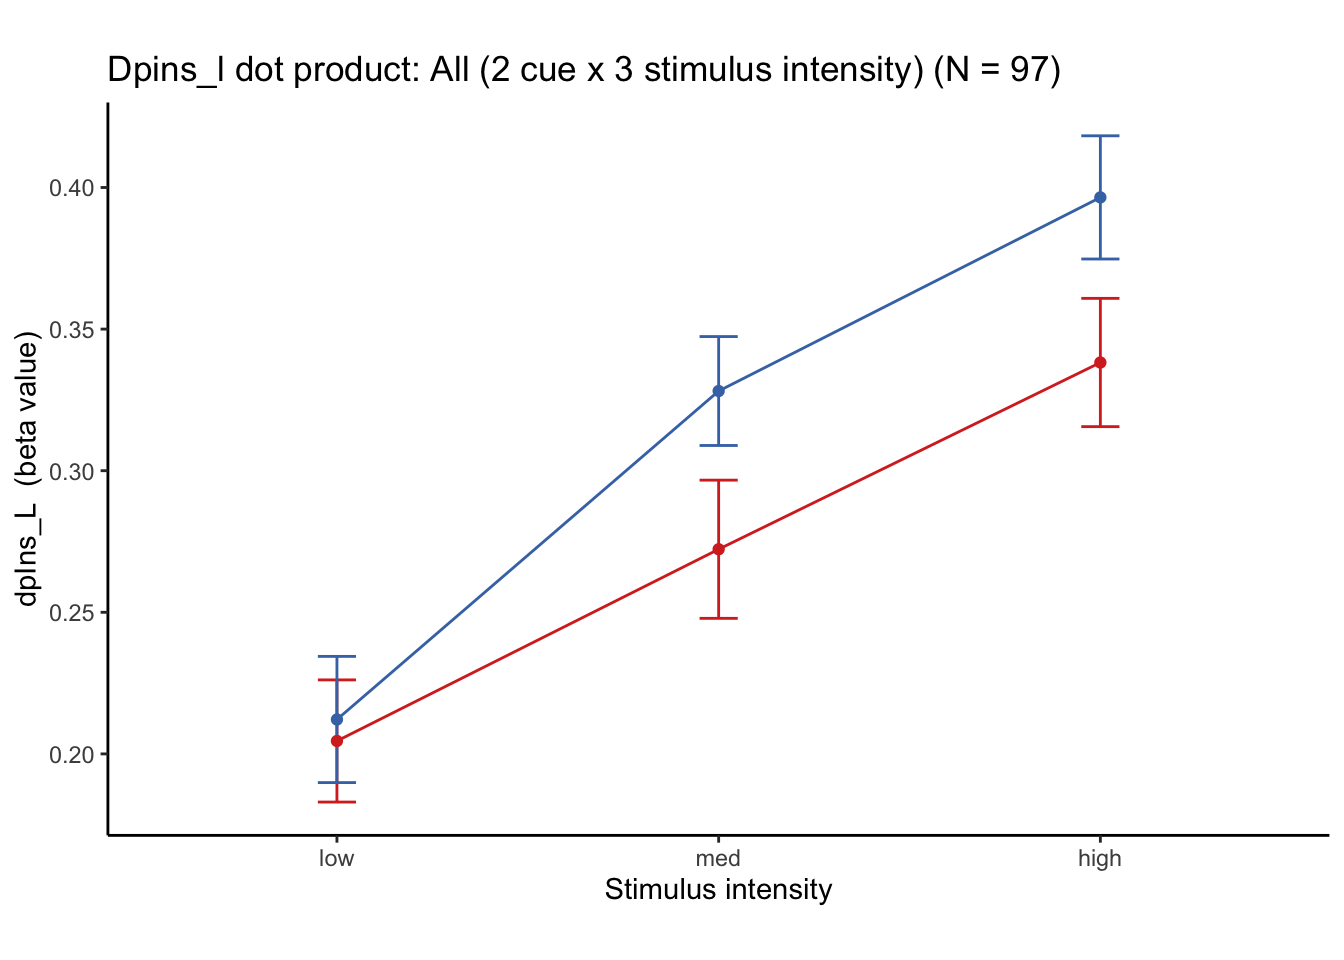 Dpins_l dot product: All (2 cue x 3 stimulus intensity) (N = 97)
dpIns_L (beta value)
0.40
0.35
0.30
0.25
0.20
low med high
Stimulus intensity